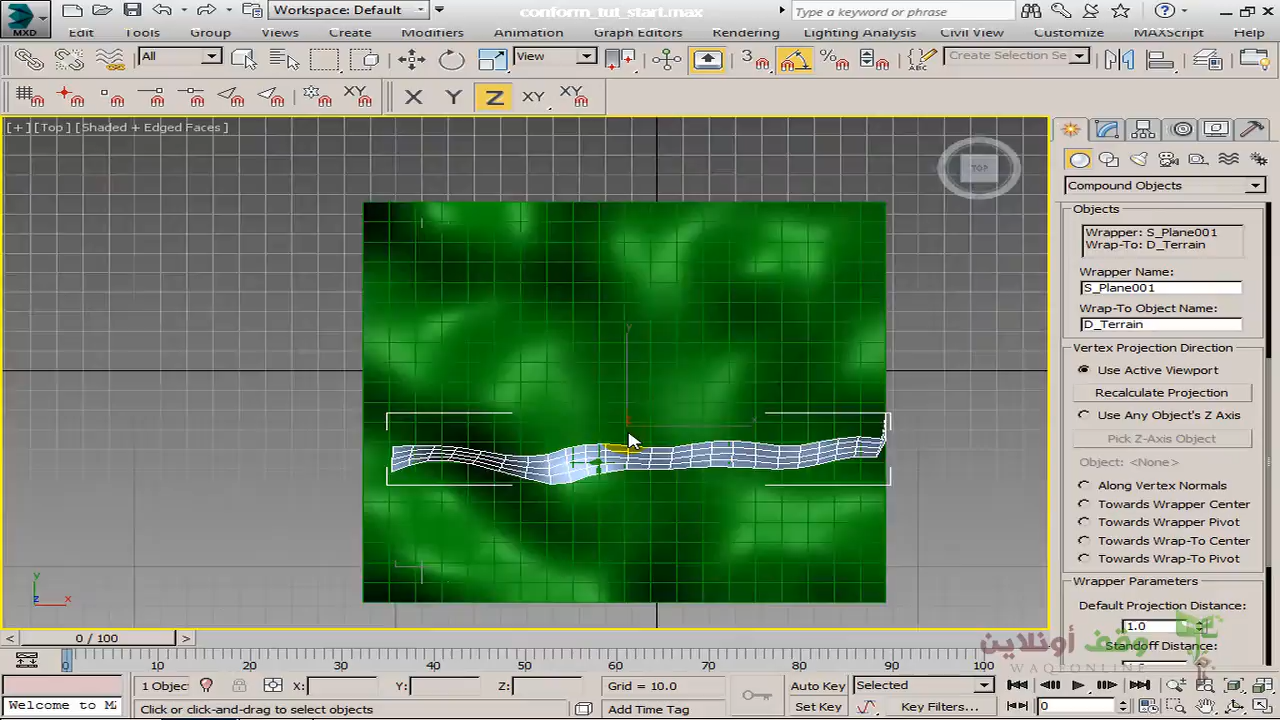 MXD
Workspace: Default
conform_tut_start.max
Type a keyword or phrase
Edit Tools Group Views Create Modifiers Animation Graph Editors Rendering Lighting Analysis Civil View Customize MAXScript Help
All
View
3
Create Selection Se
X Y Z XY XY
[+] [Top] [Shaded + Edged Faces]
TOP
Compound Objects
Objects
Wrapper: S_Plane001
Wrap-To: D_Terrain
Wrapper Name:
S_Plane001
Wrap-To Object Name:
D_Terrain
Vertex Projection Direction
Use Active Viewport
Recalculate Projection
Use Any Object's Z Axis
Pick Z-Axis Object
Object: <None>
Along Vertex Normals
Towards Wrapper Center
Towards Wrapper Pivot
Towards Wrap-To Center
Towards Wrap-To Pivot
Wrapper Parameters
Default Projection Distance:
1.0
Standoff Distance:
وقف أونلاين
WAQFONLINE
y
x
y
z
x
0 / 100
0 10 20 30 40 50 60 70 80 90 100
1 Objec
X:
Y:
Z:
Grid = 10.0
Auto Key
Selected
Welcome to MA
Click or click-and-drag to select objects
Add Time Tag
Set Key
Key Filters...
0